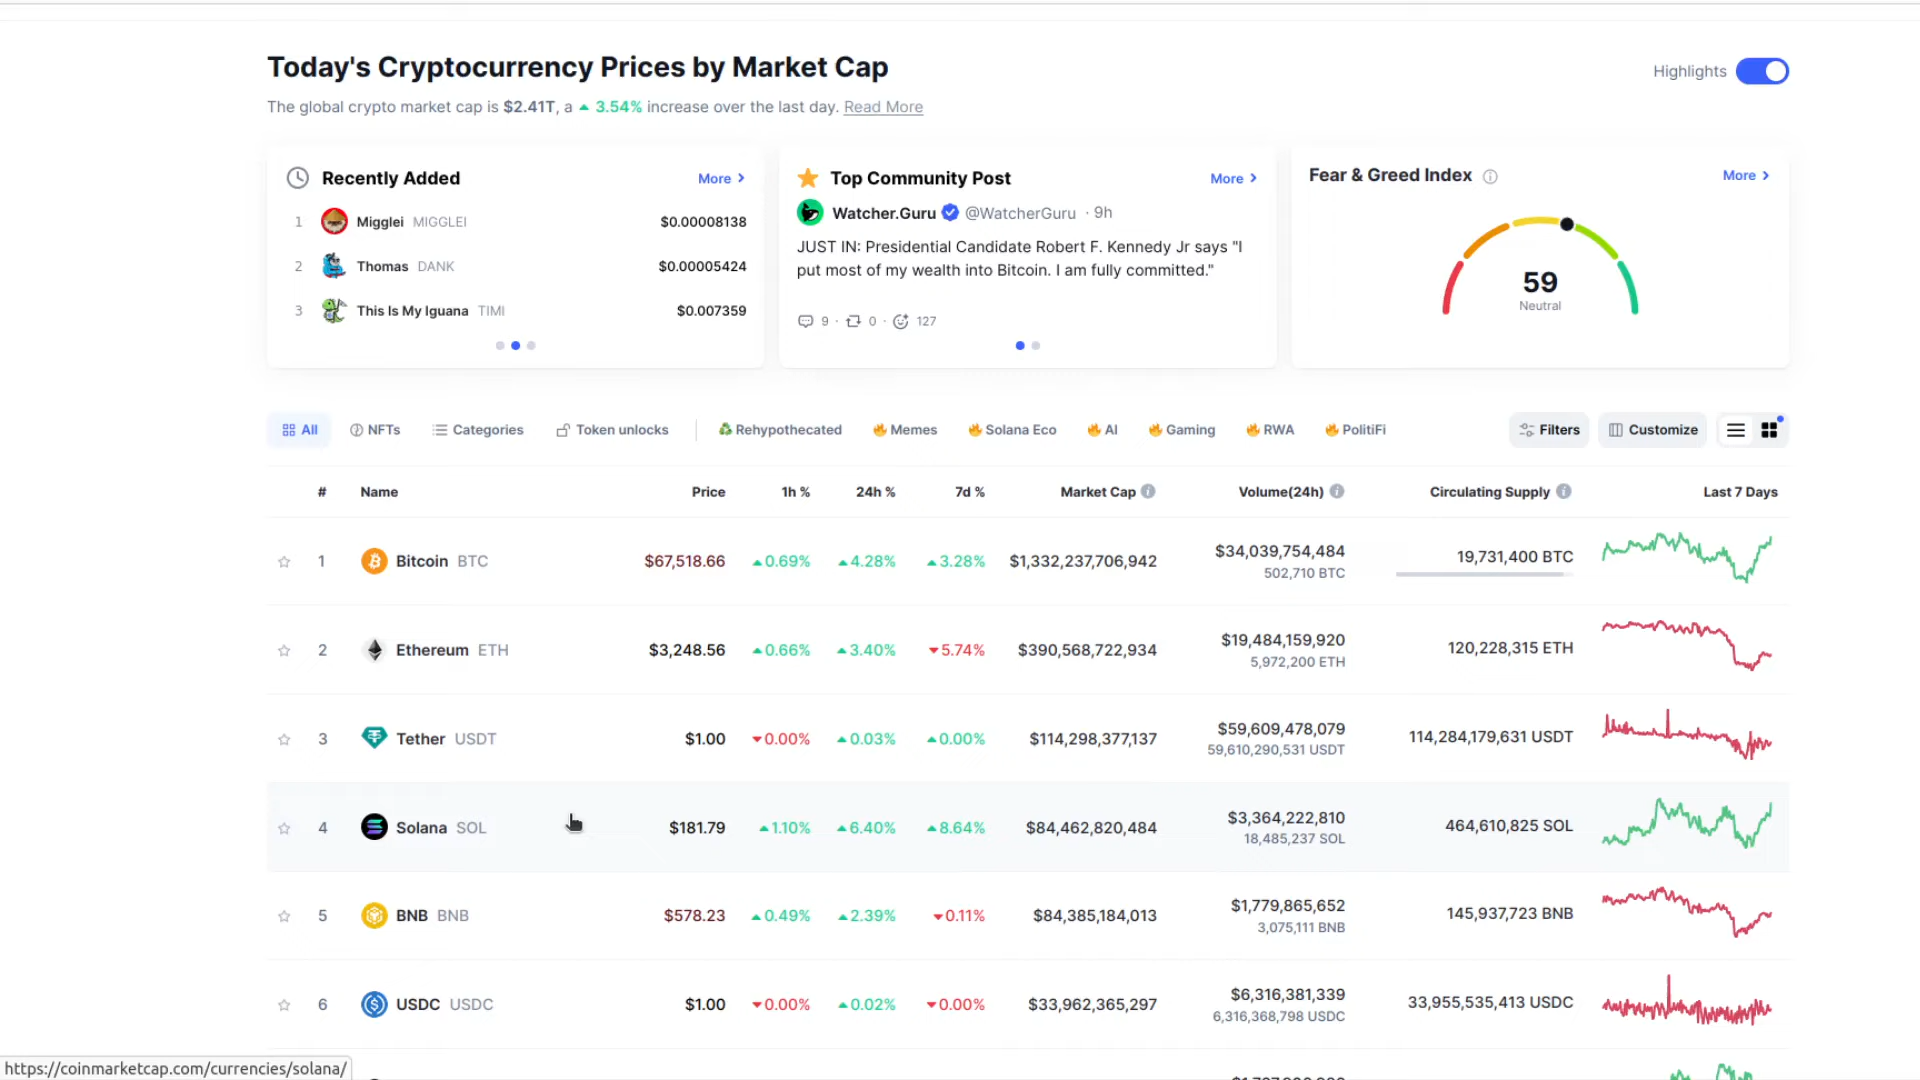 Today's Cryptocurrency Prices by Market Cap
Highlights
The global crypto market cap is $2.41T, a 3.54% increase over the last day. Read More
Recently Added
More
1 Migglei MIGGLEI $0.00008138
2 Thomas DANK $0.00005424
3 This Is My Iguana TIMI $0.007359
Top Community Post
More
Watcher.Guru @WatcherGuru · 9h
JUST IN: Presidential Candidate Robert F. Kennedy Jr says "I
put most of my wealth into Bitcoin. I am fully committed."
9 · 0 · 127
Fear & Greed Index
More
59
Neutral
All NFTs Categories Token unlocks Rehypothecated Memes Solana Eco AI Gaming RWA PolitiFi Filters Customize
# Name Price 1h % 24h % 7d % Market Cap Volume(24h) Circulating Supply Last 7 Days
1 Bitcoin BTC $67,518.66 0.69% 4.28% 3.28% $1,332,237,706,942 $34,039,754,484 19,731,400 BTC
502,710 BTC
2 Ethereum ETH $3,248.56 0.66% 3.40% 5.74% $390,568,722,934 $19,484,159,920 120,228,315 ETH
5,972,200 ETH
3 Tether USDT $1.00 0.00% 0.03% 0.00% $114,298,377,137 $59,609,478,079 114,284,179,631 USDT
59,610,290,531 USDT
4 Solana SOL $181.79 1.10% 6.40% 8.64% $84,462,820,484 $3,364,222,810 464,610,825 SOL
18,485,237 SOL
5 BNB BNB $578.23 0.49% 2.39% 0.11% $84,385,184,013 $1,779,865,652 145,937,723 BNB
3,075,111 BNB
6 USDC USDC $1.00 0.00% 0.02% 0.00% $33,962,365,297 $6,316,381,339 33,955,535,413 USDC
6,316,368,798 USDC
https://coinmarketcap.com/currencies/solana/